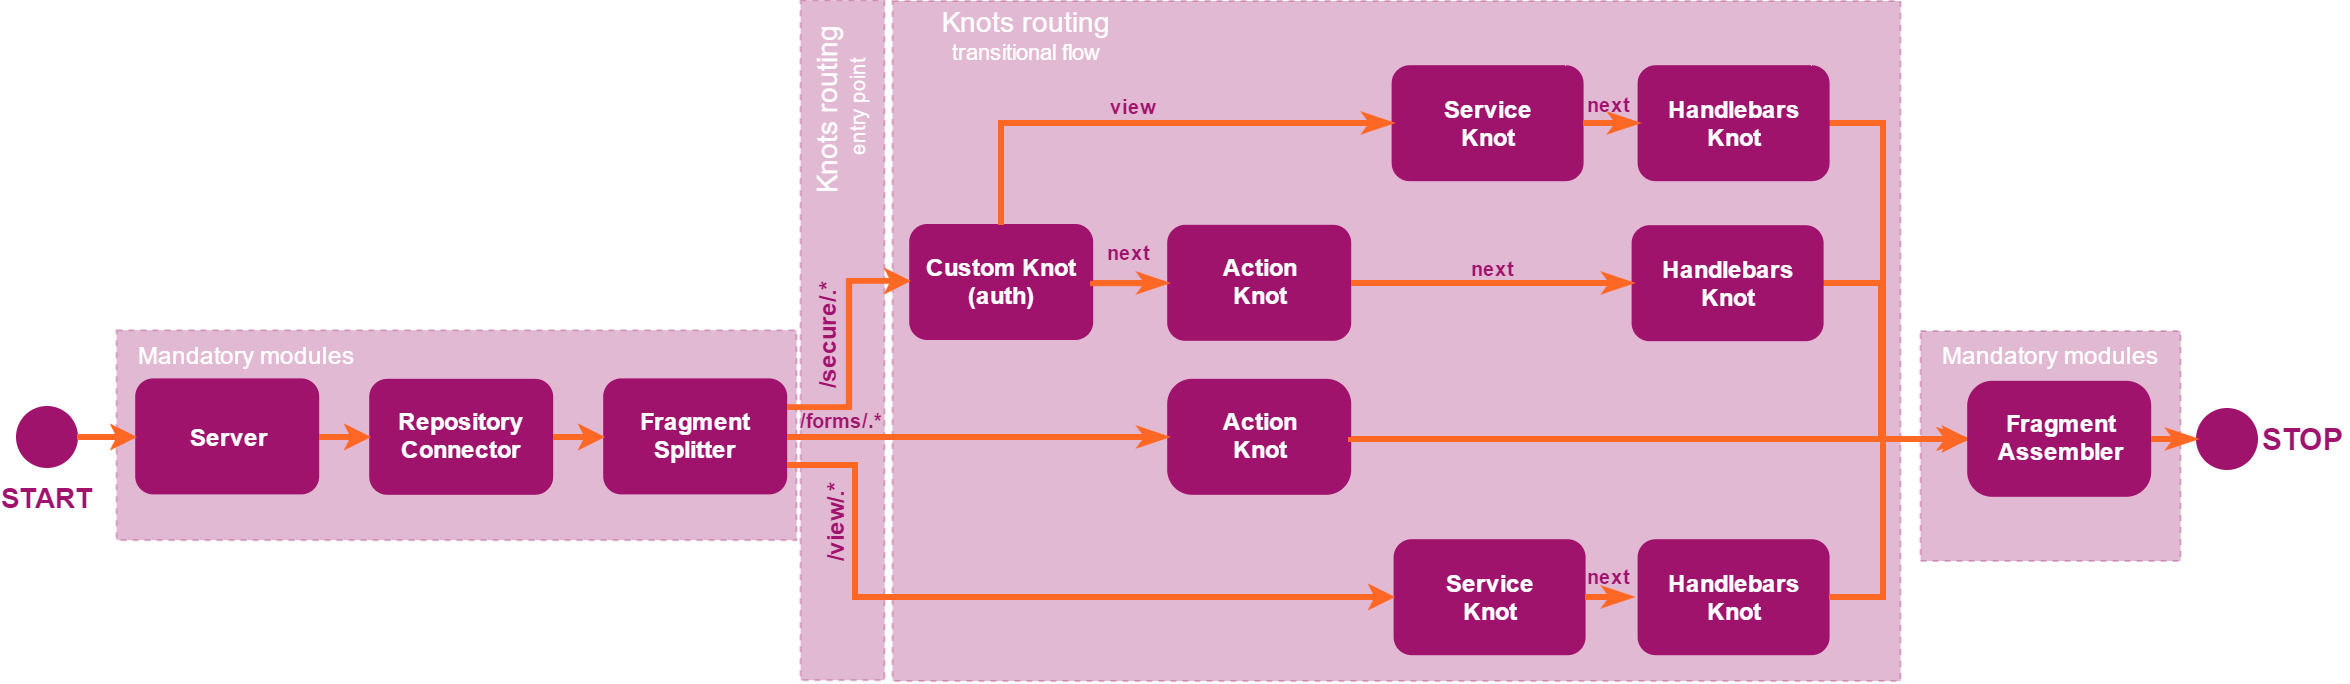 Knots routing
entry point
Knots routing
transitional flow
view
Service
Knot
next
Handlebars
Knot
/secure/.*
Custom Knot
(auth)
next
Action
Knot
next
Handlebars
Knot
Mandatory modules
START
Server
Repository
Connector
Fragment
Splitter
/forms/.*
Action
Knot
Mandatory modules
Fragment
Assembler
STOP
/view/.*
Service
Knot
next
Handlebars
Knot